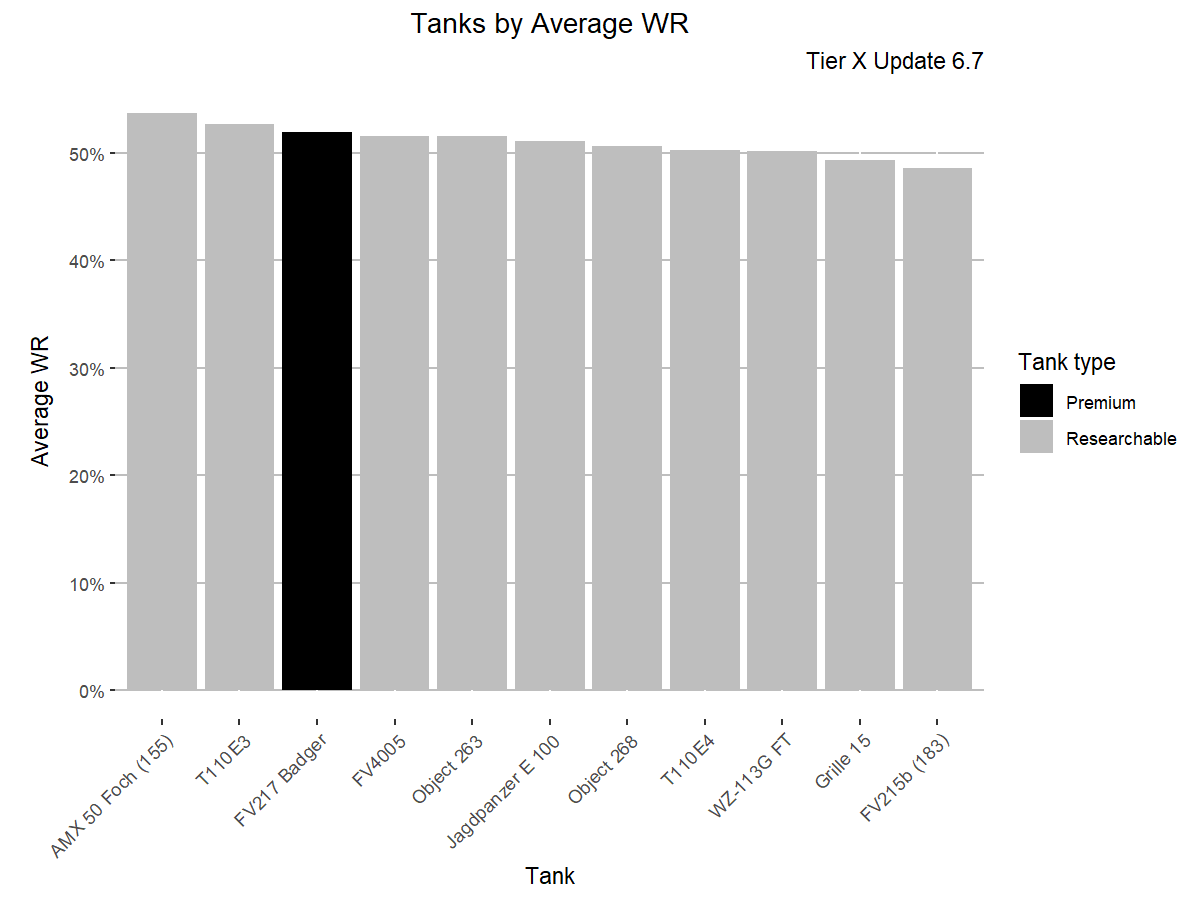 Tanks by Average WR
Tier X Update 6.7
Average WR
50%
40%
30%
20%
10%
0%
AMX 50 Foch (155)
T110E3
FV217 Badger
FV4005
Object 263
Jagdpanzer E 100
Object 268
T110E4
WZ-113G FT
Grille 15
FV215b (183)
Tank
Tank type
Premium
Researchable